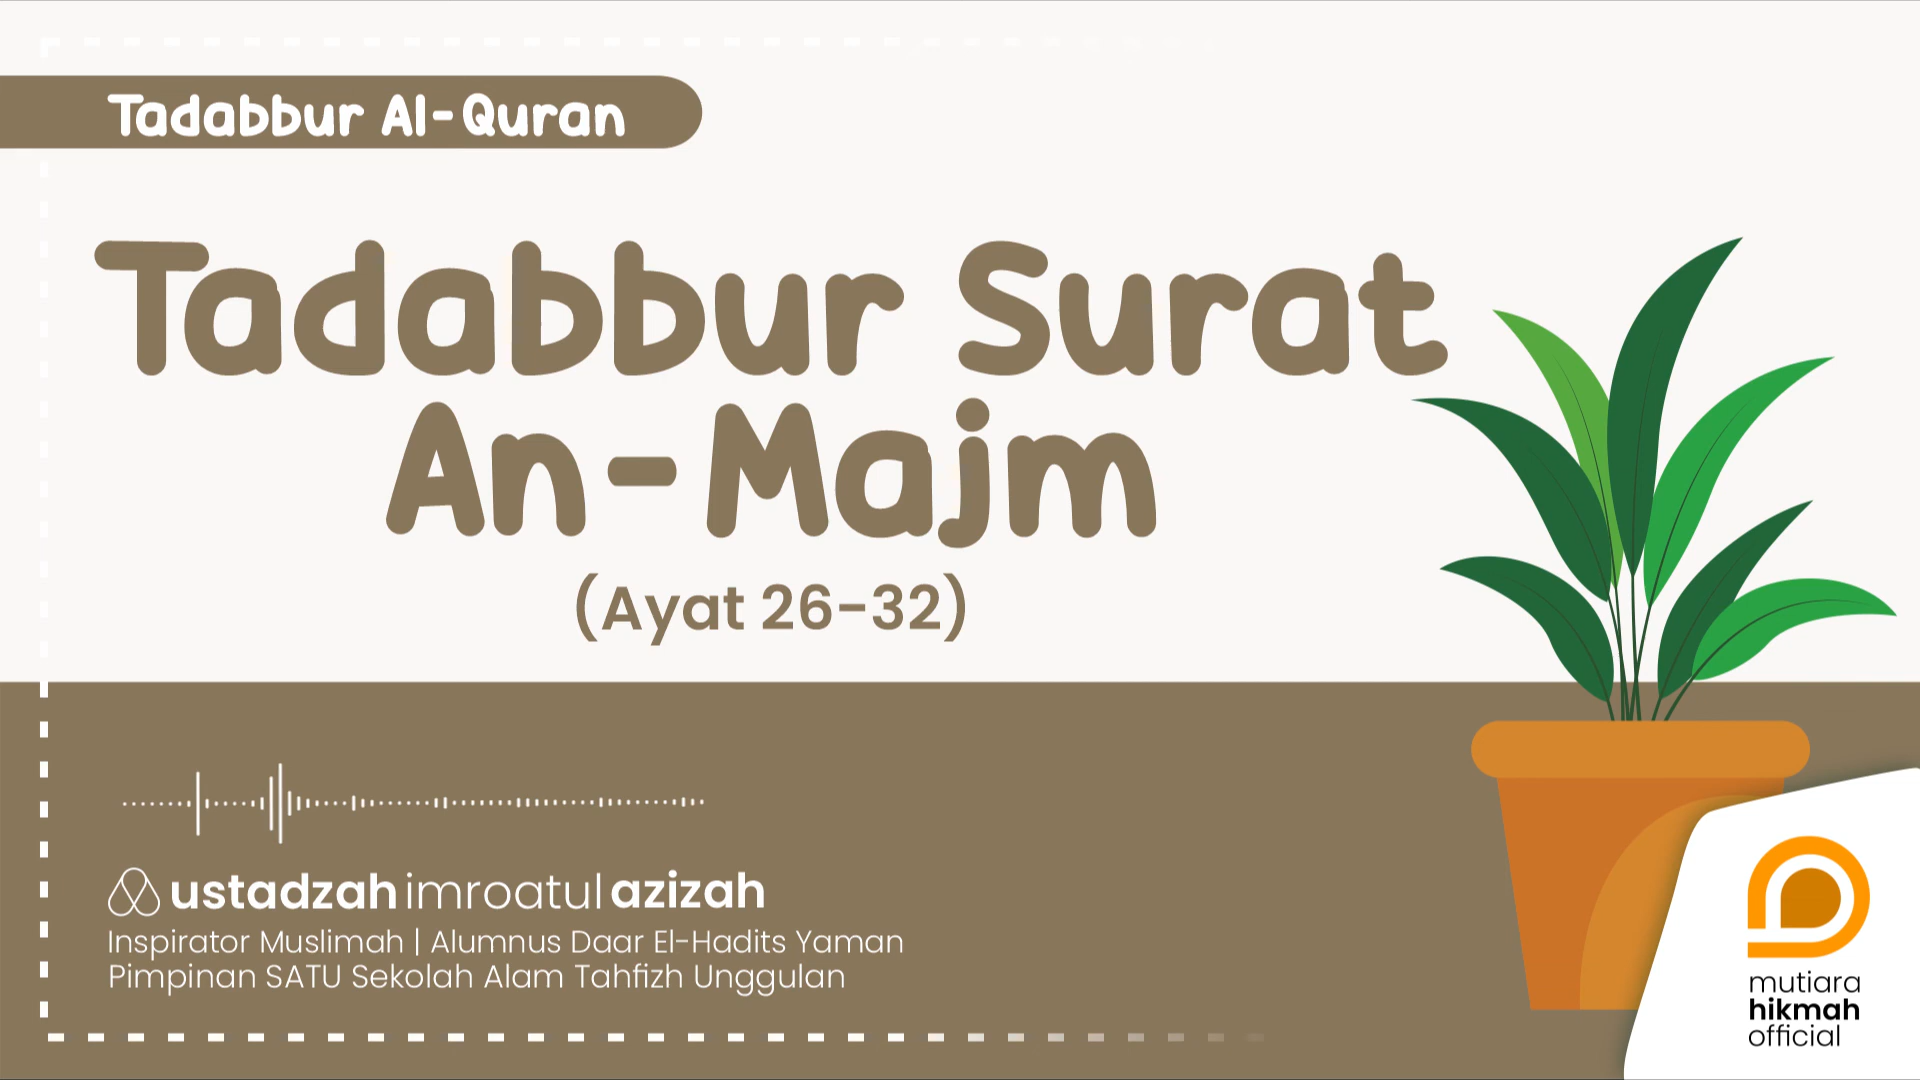 Tadabbur Al-Quran
Tadabbur Surat
An-Majm
(Ayat 26-32)
ustadzah imroatul azizah
Inspirator Muslimah | Alumnus Daar El-Hadits Yaman
Pimpinan SATU Sekolah Alam Tahfizh Unggulan
mutiara
hikmah
official